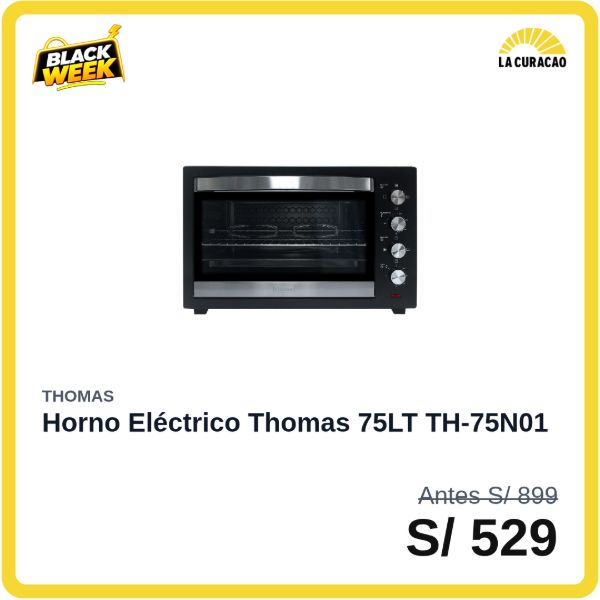 BLACK
WEEK
LA CURACAO
THOMAS
Horno Eléctrico Thomas 75LT TH-75N01
Antes S/ 899
S/ 529